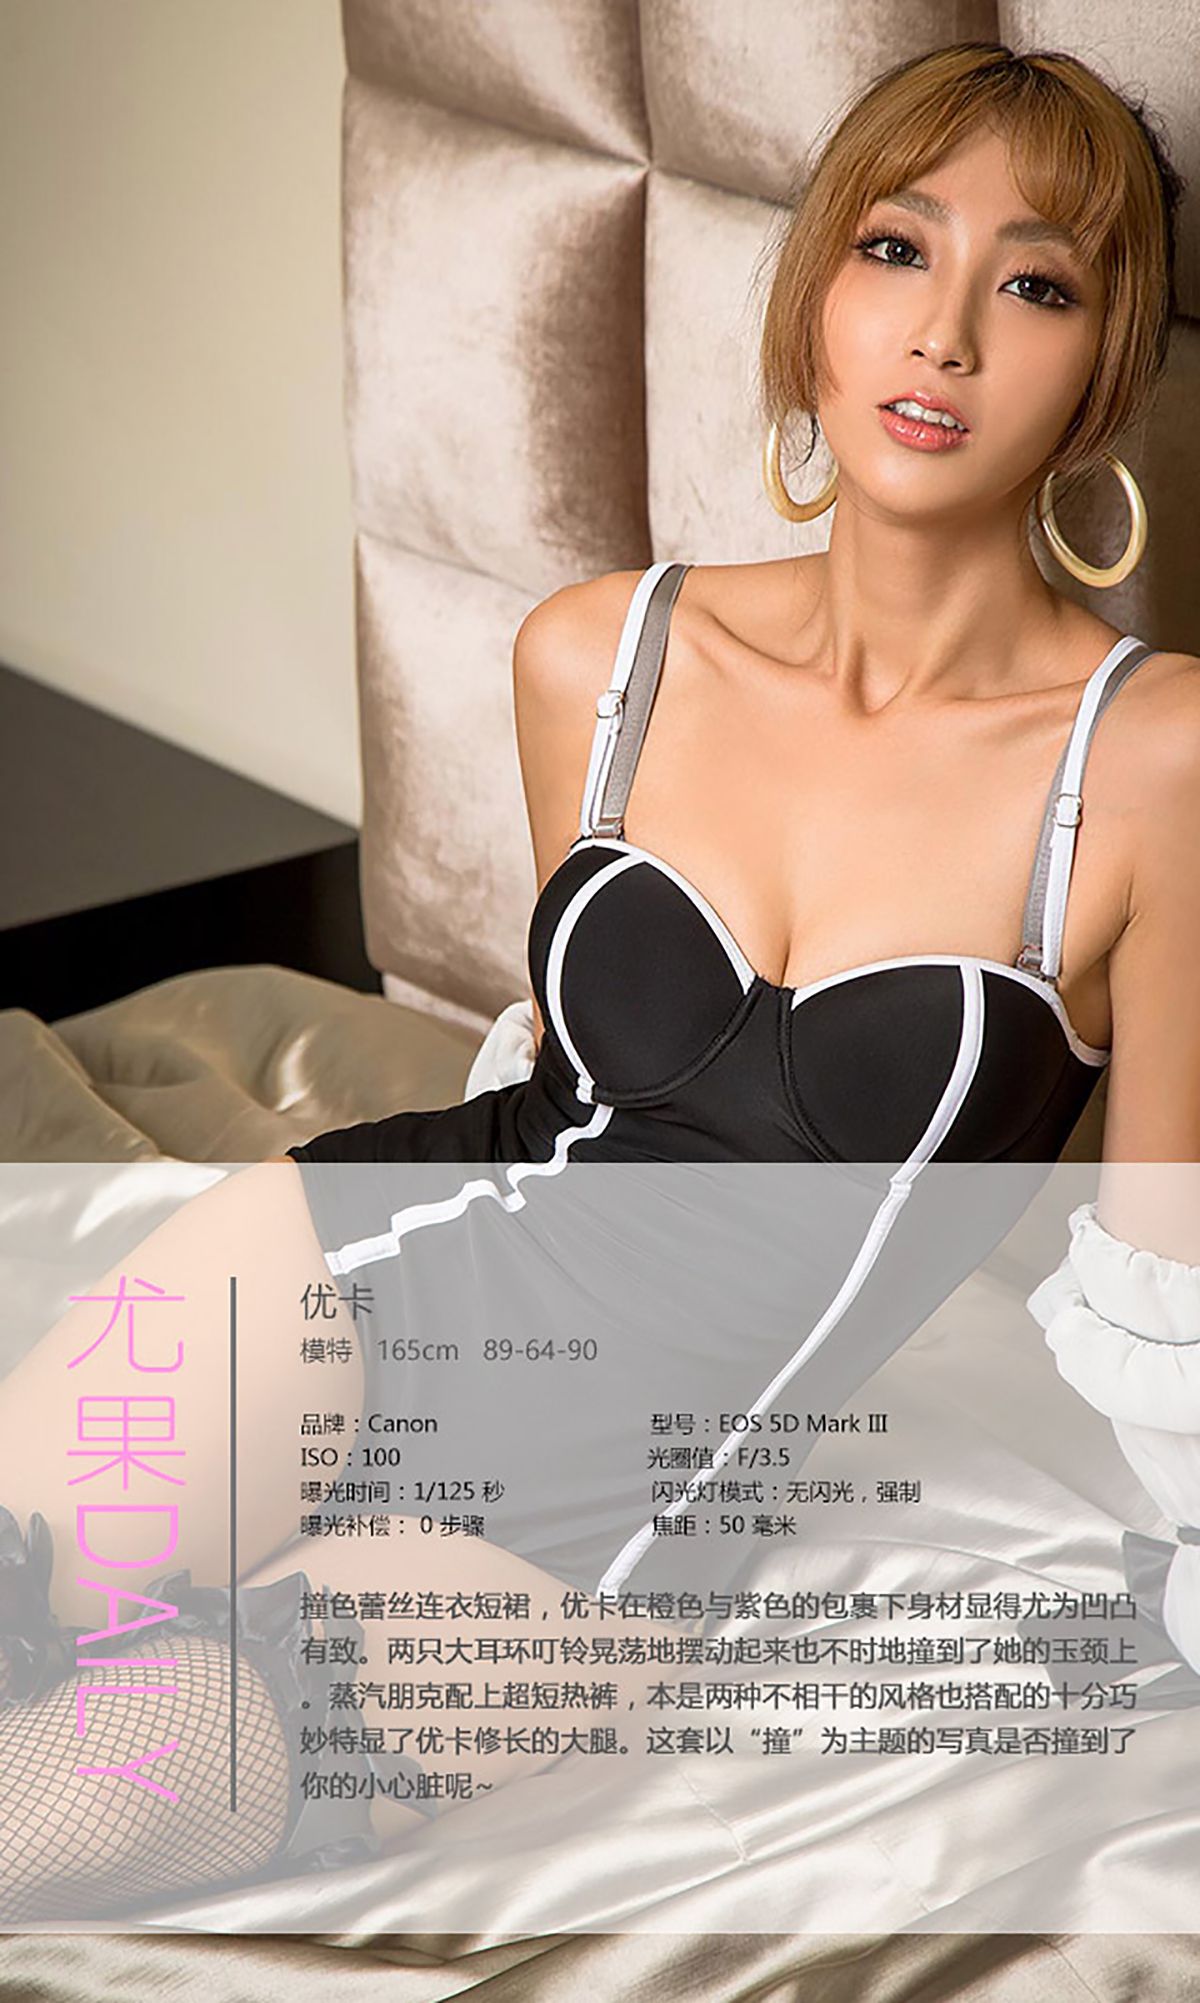 尤果DAILY
优卡
模特 165cm 89-64-90
品牌：Canon 型号：EOS 5D Mark III
ISO：100 光圈值：F/3.5
曝光时间：1/125 秒 闪光灯模式：无闪光，强制
曝光补偿： 0 步骤 焦距：50 毫米
撞色蕾丝连衣短裙，优卡在橙色与紫色的包裹下身材显得尤为凹凸
有致。两只大耳环叮铃晃荡地摆动起来也不时地撞到了她的玉颈上
。蒸汽朋克配上超短热裤，本是两种不相干的风格也搭配的十分巧
妙特显了优卡修长的大腿。这套以“撞”为主题的写真是否撞到了
你的小心脏呢~